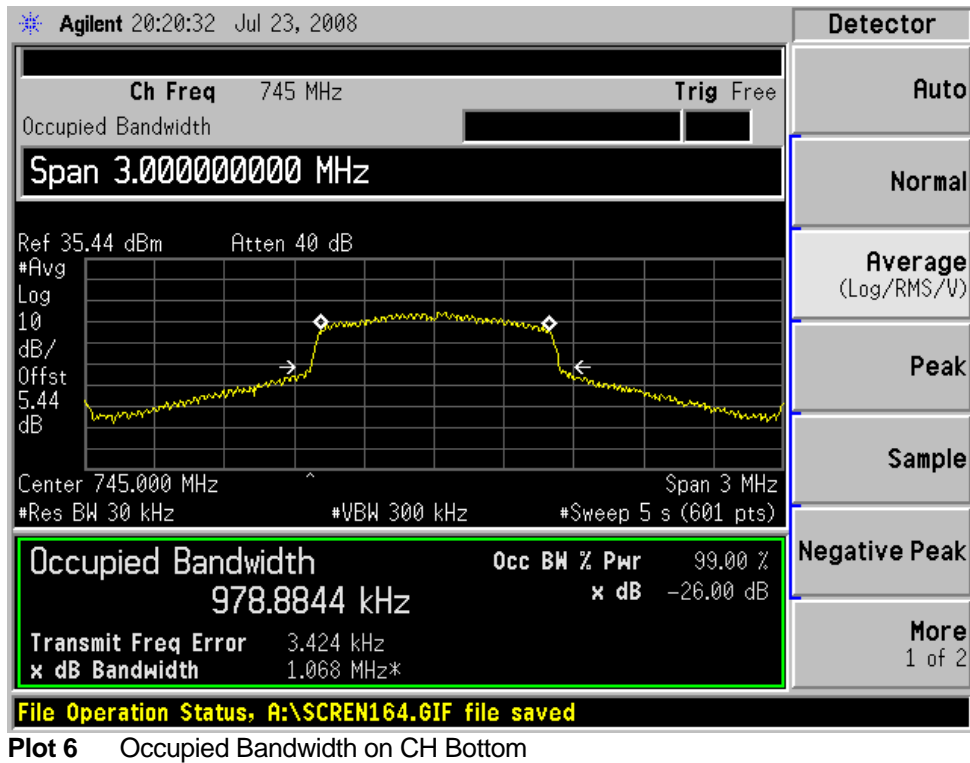 Agilent 20:20:32 Jul 23, 2008
Detector
Ch Freq 745 MHz
Trig Free
Occupied Bandwidth
Span 3.000000000 MHz
Ref 35.44 dBm
Atten 40 dB
#Avg
Log
10
dB/
Offst
5.44
dB
Center 745.000 MHz
^
Span 3 MHz
#Res BW 30 kHz
#VBW 300 kHz
#Sweep 5 s (601 pts)
Occupied Bandwidth
978.8844 kHz
Occ BW % Pwr 99.00 %
x dB -26.00 dB
Transmit Freq Error 3.424 kHz
x dB Bandwidth 1.068 MHz*
File Operation Status, A:\SCREN164.GIF file saved
Auto
Normal
Average
(Log/RMS/V)
Peak
Sample
Negative Peak
More
1 of 2
Plot 6 Occupied Bandwidth on CH Bottom